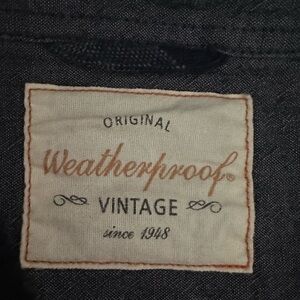 ORIGINAL
Weatherproof®
VINTAGE
since 1948